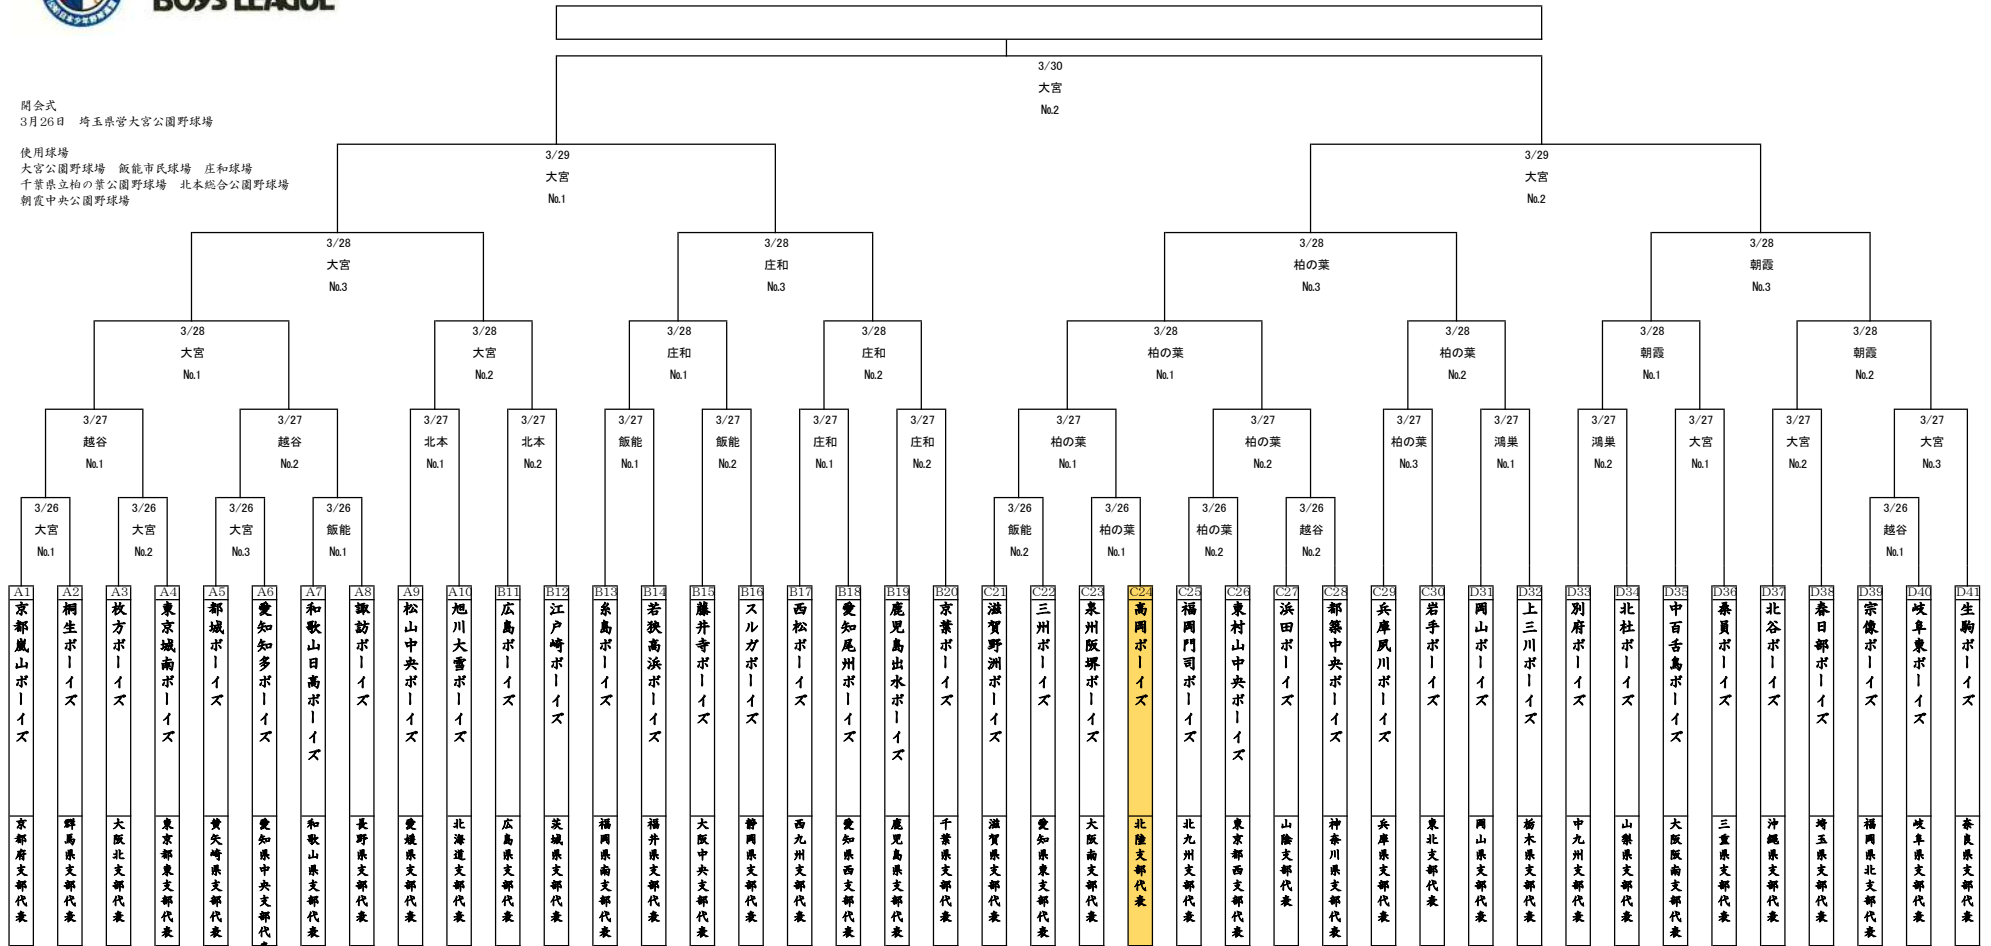 BOYS LEAGUE
開会式
3月26日　埼玉県営大宮公園野球場
使用球場
大宮公園野球場　飯能市民球場　庄和球場
千葉県立柏の葉公園野球場　北本総合公園野球場
朝霞中央公園野球場
3/30
大宮
No.2
3/29
大宮
No.1
3/29
大宮
No.2
3/28
大宮
No.3
3/28
庄和
No.3
3/28
柏の葉
No.3
3/28
朝霞
No.3
3/28
大宮
No.1
3/28
大宮
No.2
3/28
庄和
No.1
3/28
庄和
No.2
3/28
柏の葉
No.1
3/28
柏の葉
No.2
3/28
朝霞
No.1
3/28
朝霞
No.2
3/27
越谷
No.1
3/27
越谷
No.2
3/27
北本
No.1
3/27
北本
No.2
3/27
飯能
No.1
3/27
飯能
No.2
3/27
庄和
No.1
3/27
庄和
No.2
3/27
柏の葉
No.1
3/27
柏の葉
No.2
3/27
柏の葉
No.3
3/27
鴻巣
No.1
3/27
鴻巣
No.2
3/27
大宮
No.1
3/27
大宮
No.2
3/27
大宮
No.3
3/26
大宮
No.1
3/26
大宮
No.2
3/26
大宮
No.3
3/26
飯能
No.1
3/26
飯能
No.2
3/26
柏の葉
No.1
3/26
柏の葉
No.2
3/26
越谷
No.2
3/26
越谷
No.1
A1
京都嵐山ボーイズ
京都府支部代表
A2
桐生ボーイズ
群馬県支部代表
A3
枚方ボーイズ
大阪北支部代表
A4
東京城南ボーイズ
東京都東支部代表
A5
都城ボーイズ
A6
愛知知多ボーイズ
愛知県中央支部代表
A7
和歌山日高ボーイズ
和歌山県支部代表
A8
諏訪ボーイズ
長野県支部代表
A9
松山中央ボーイズ
愛媛県支部代表
A10
旭川大雪ボーイズ
北海道支部代表
B11
広島ボーイズ
広島県支部代表
B12
江戸崎ボーイズ
茨城県支部代表
B13
糸島ボーイズ
福岡県南支部代表
B14
若狭高浜ボーイズ
福井県支部代表
B15
藤井寺ボーイズ
大阪中央支部代表
B16
スルガボーイズ
静岡県支部代表
B17
西松ボーイズ
西九州支部代表
B18
愛知尾州ボーイズ
愛知県西支部代表
B19
鹿児島出水ボーイズ
鹿児島県支部代表
B20
京葉ボーイズ
千葉県支部代表
C21
滋賀野洲ボーイズ
滋賀県支部代表
C22
三州ボーイズ
愛知県東支部代表
C23
泉州阪堺ボーイズ
大阪南支部代表
C24
高岡ボーイズ
北陸支部代表
C25
福岡門司ボーイズ
北九州支部代表
C26
東村山中央ボーイズ
東京都西支部代表
C27
浜田ボーイズ
山陰支部代表
C28
都築中央ボーイズ
神奈川県支部代表
C29
兵庫夙川ボーイズ
兵庫県支部代表
C30
岩手ボーイズ
東北支部代表
D31
岡山ボーイズ
岡山県支部代表
D32
上三川ボーイズ
栃木県支部代表
D33
別府ボーイズ
中九州支部代表
D34
北杜ボーイズ
山梨県支部代表
D35
中百舌鳥ボーイズ
大阪阪南支部代表
D36
桑員ボーイズ
三重県支部代表
D37
北谷ボーイズ
沖縄県支部代表
D38
春日部ボーイズ
埼玉県支部代表
D39
宗像ボーイズ
福岡県北支部代表
D40
岐阜東ボーイズ
岐阜県支部代表
D41
生駒ボーイズ
奈良県支部代表